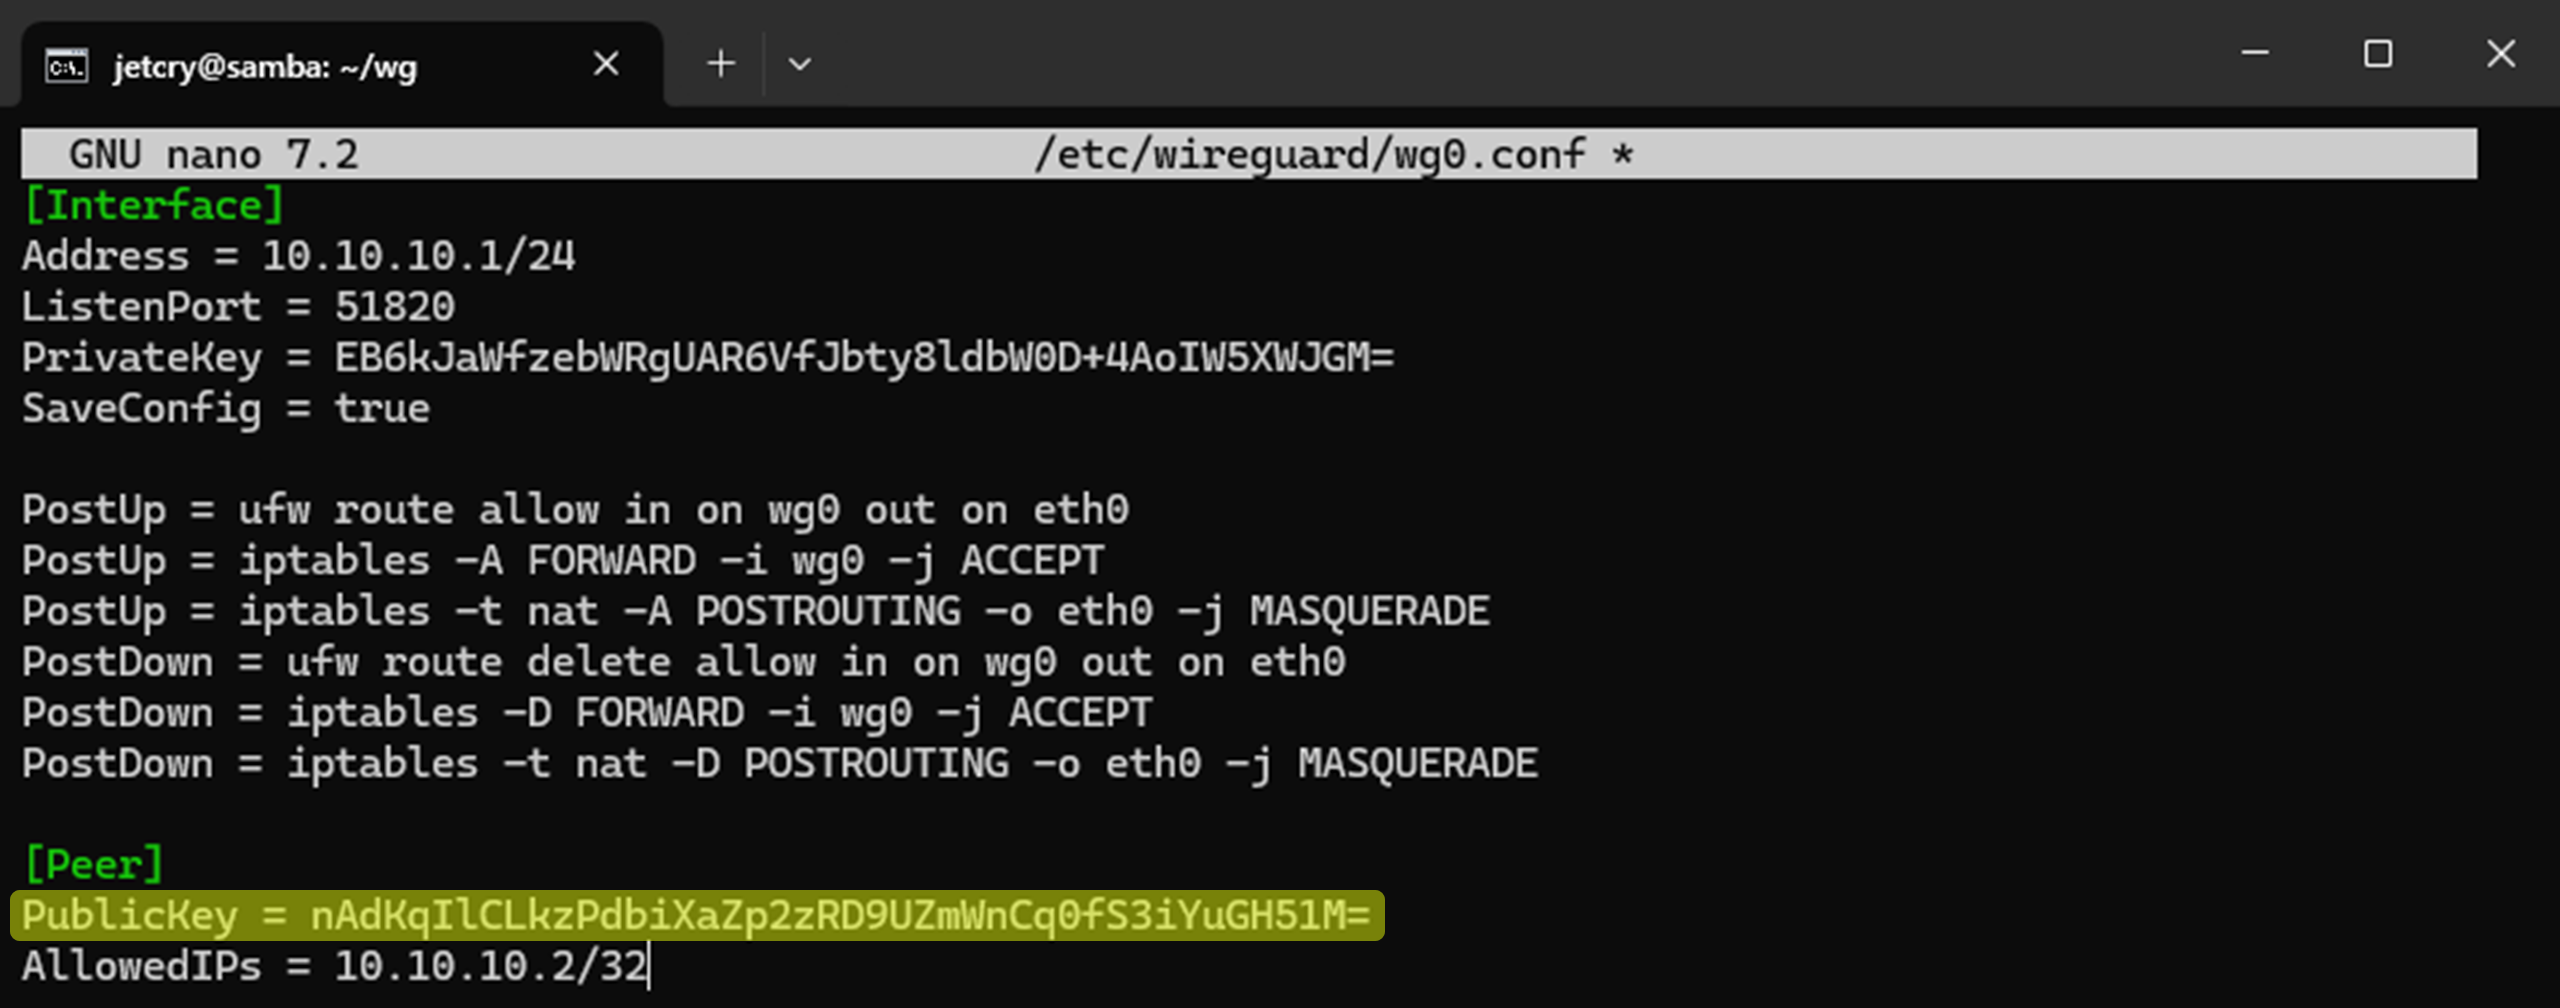 jetcry@samba: ~/wg
GNU nano 7.2 /etc/wireguard/wg0.conf *
[Interface]
Address = 10.10.10.1/24
ListenPort = 51820
PrivateKey = EB6kJaWfzebWRgUAR6VfJbty8ldbW0D+4AoIW5XWJGM=
SaveConfig = true
PostUp = ufw route allow in on wg0 out on eth0
PostUp = iptables -A FORWARD -i wg0 -j ACCEPT
PostUp = iptables -t nat -A POSTROUTING -o eth0 -j MASQUERADE
PostDown = ufw route delete allow in on wg0 out on eth0
PostDown = iptables -D FORWARD -i wg0 -j ACCEPT
PostDown = iptables -t nat -D POSTROUTING -o eth0 -j MASQUERADE
[Peer]
PublicKey = nAdKqIlCLkzPdbiXaZp2zRD9UZmWnCq0fS3iYuGH51M=
AllowedIPs = 10.10.10.2/32